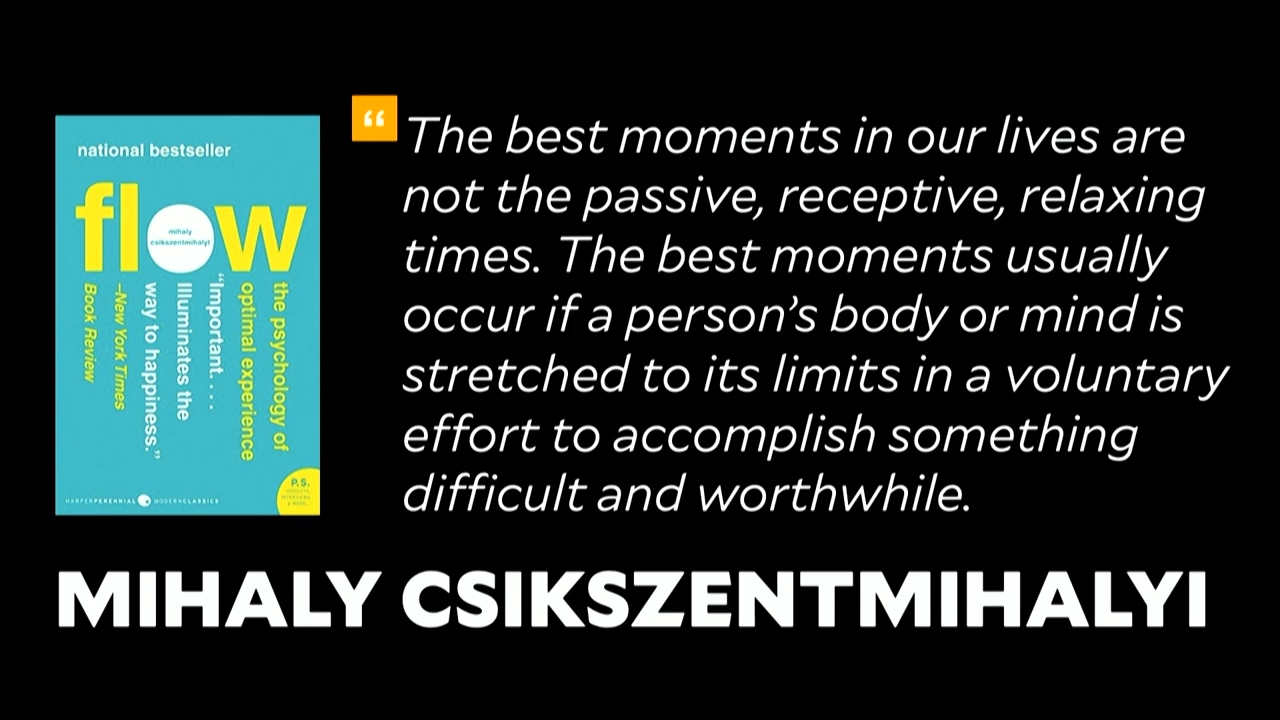 national bestseller
flow
mihaly
csikszentmihalyi
the psychology of
optimal experience
“Important. . . .
Illuminates the
way to happiness.”
–New York Times
Book Review
P.S.
HARPERPERENNIAL MODERNCLASSICS
“
The best moments in our lives are
not the passive, receptive, relaxing
times. The best moments usually
occur if a person’s body or mind is
stretched to its limits in a voluntary
effort to accomplish something
difficult and worthwhile.
MIHALY CSIKSZENTMIHALYI